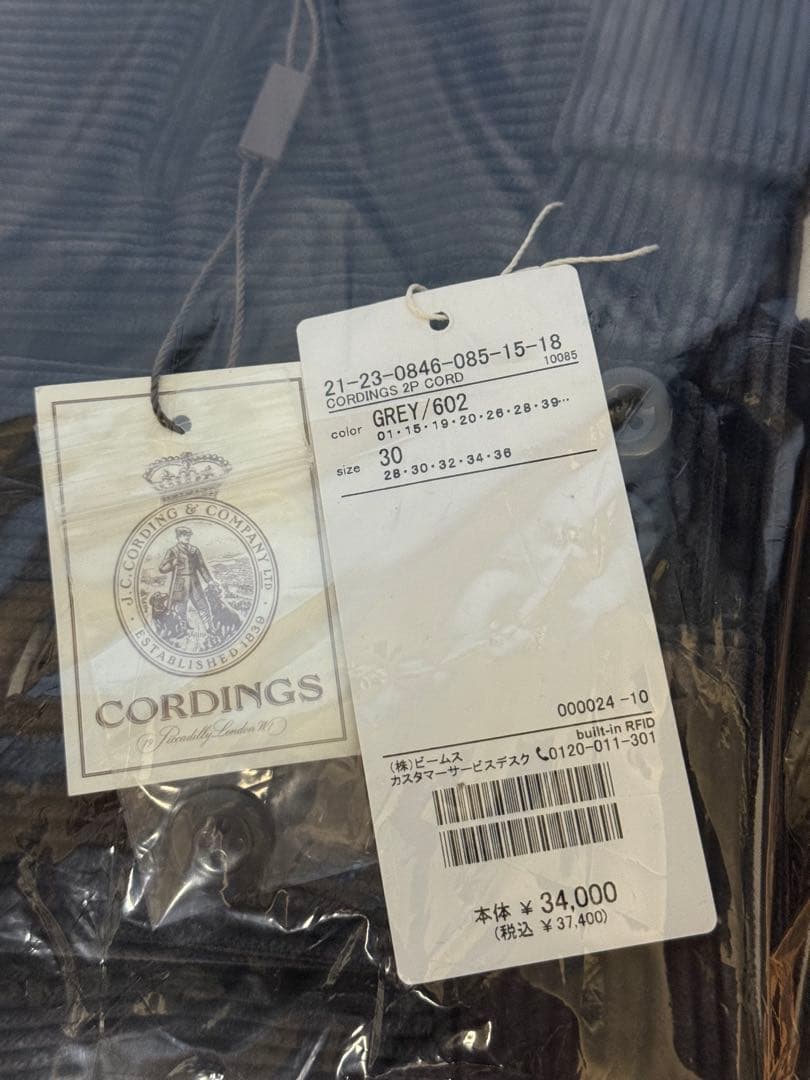 J.C.CORDING & COMPANY LTD
ESTABLISHED 1839
CORDINGS
19 Piccadilly London W1
21-23-0846-085-15-18
CORDINGS 2P CORD 10085
color GREY/602
01・15・19・20・26・28・39…
size 30
28・30・32・34・36
000024 -10
built-in RFID
(株)ビームス
カスタマーサービスデスク 0120-011-301
本体 ¥ 34,000
(税込 ¥ 37,400)